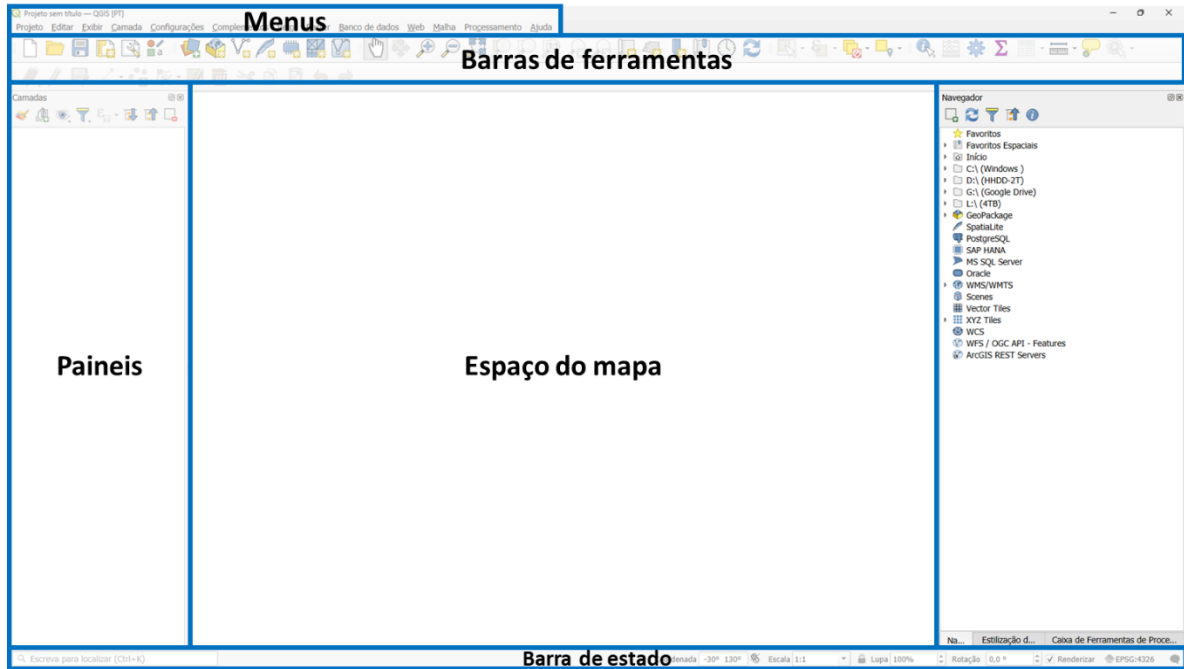 Projeto sem título — QGIS [PT]
Projeto Editar Exibir Camada Configurações Menus Banco de dados Web Malha Processamento Ajuda
Barras de ferramentas
Camadas
Paineis
Espaço do mapa
Navegador
Favoritos
Favoritos Espaciais
Início
C:\ (Windows )
D:\ (HHDD-2T)
G:\ (Google Drive)
L:\ (4TB)
GeoPackage
SpatiaLite
PostgreSQL
SAP HANA
MS SQL Server
Oracle
WMS/WMTS
Scenes
Vector Tiles
XYZ Tiles
WCS
WFS / OGC API - Features
ArcGIS REST Servers
Na... Estilização d... Caixa de Ferramentas de Proce...
Escreva para localizar (Ctrl+K) Barra de estado -30° 130° Escala 1:1 Lupa 100% Rotação 0,0 ° Renderizar EPSG:4326